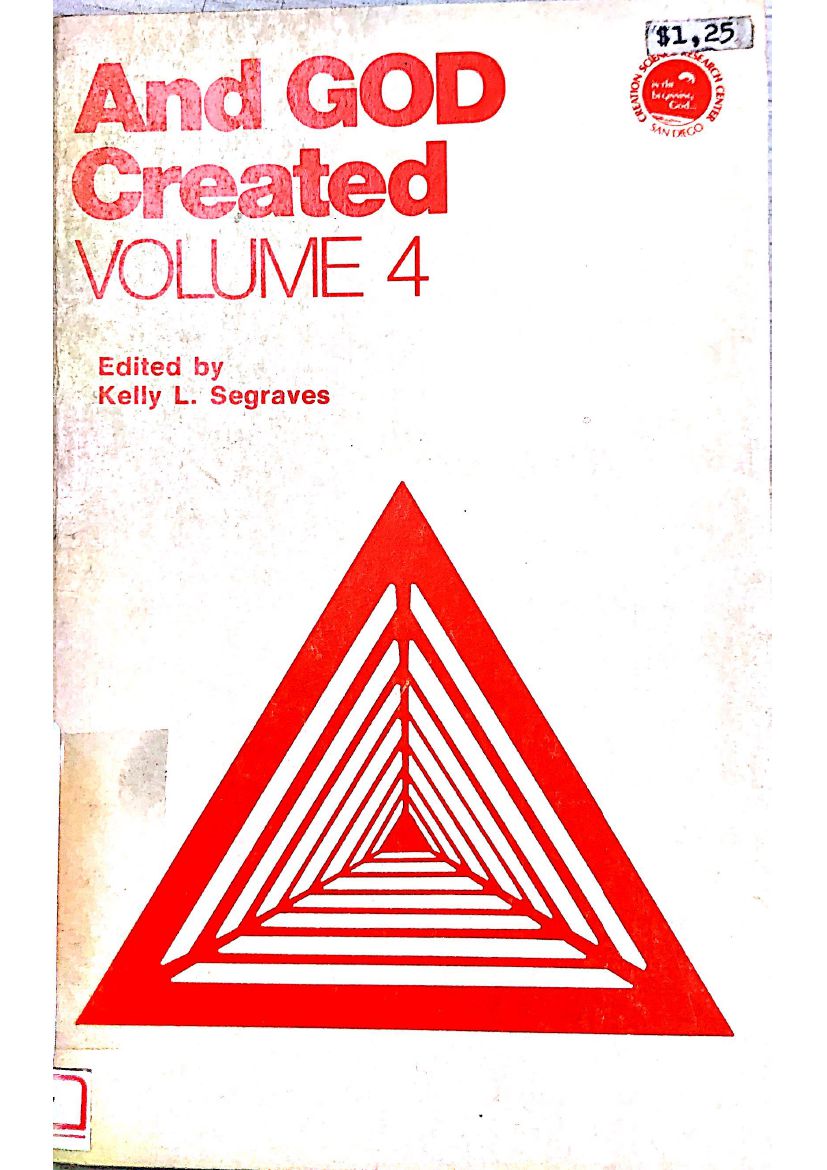 $1,25
And GOD
Created
VOLUME 4
Edited by
Kelly L. Segraves
CREATION SCIENCE RESEARCH CENTER
SAN DIEGO
in the
beginning,
God...